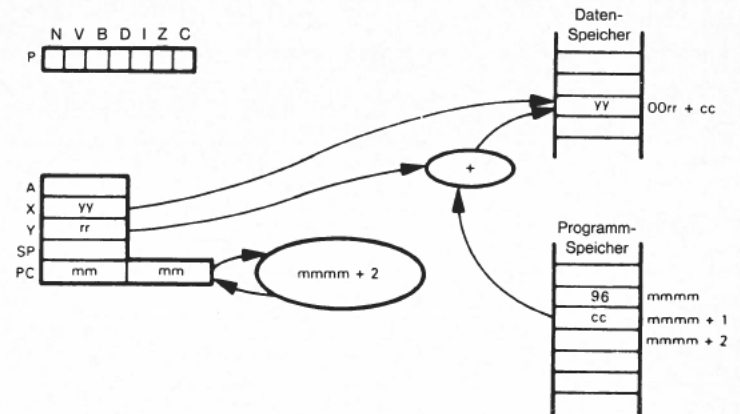 N V B D I Z C
P
Daten-
Speicher
yy
00rr + cc
+
A
X yy
Y rr
SP
PC mm mm
mmmm + 2
Programm-
Speicher
96 mmmm
cc mmmm + 1
mmmm + 2